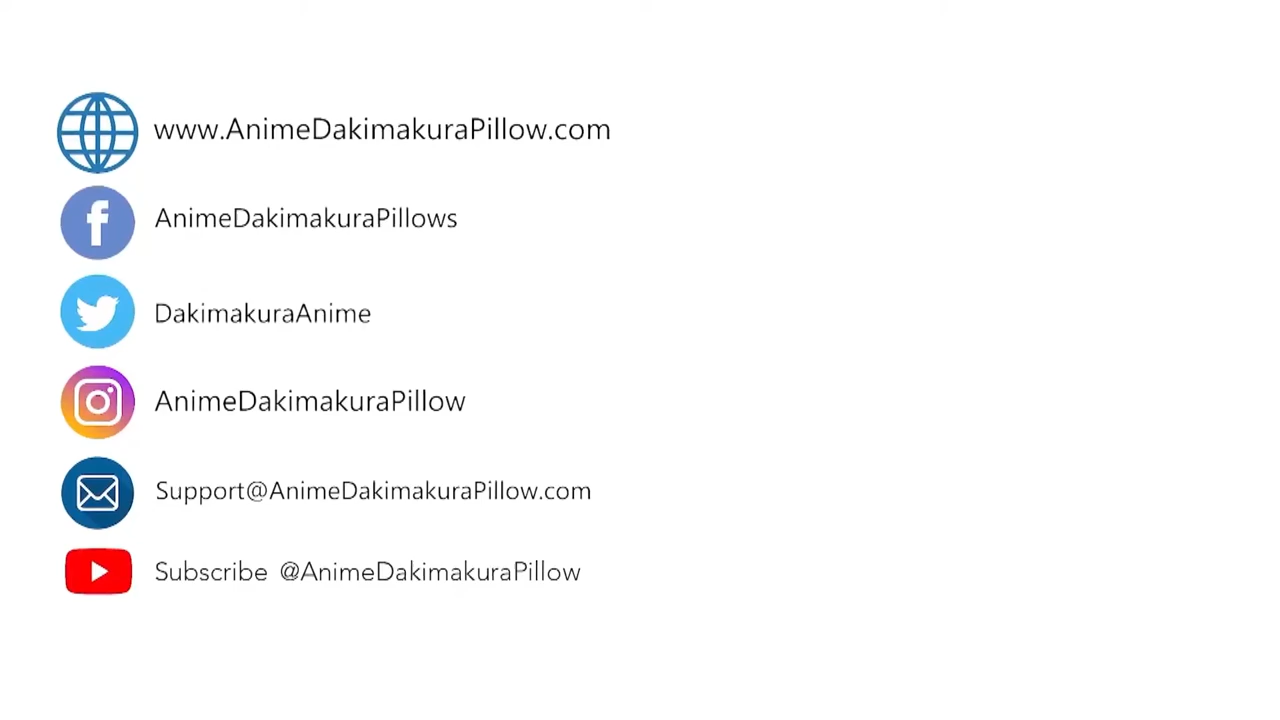 www.AnimeDakimakuraPillow.com
AnimeDakimakuraPillows
DakimakuraAnime
AnimeDakimakuraPillow
Support@AnimeDakimakuraPillow.com
Subscribe @AnimeDakimakuraPillow